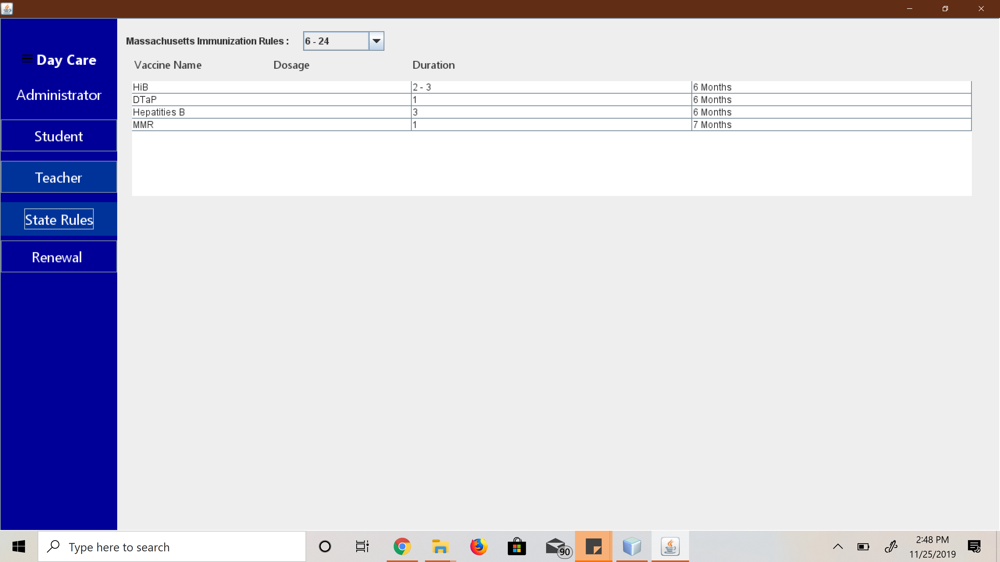 Massachusetts Immunization Rules : 6 - 24
Day Care
Administrator
Student
Teacher
State Rules
Renewal
Vaccine Name Dosage Duration
HiB 2 - 3 6 Months
DTaP 1 6 Months
Hepatities B 3 6 Months
MMR 1 7 Months
Type here to search
90
2:48 PM
11/25/2019